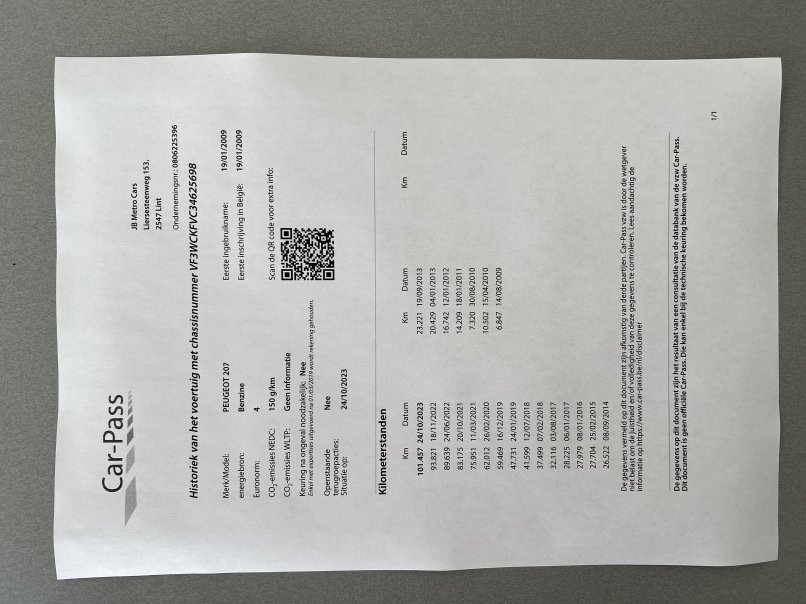 Car-Pass
JB Metro Cars
Liersesteenweg 153,
2547 Lint
Ondernemingsnr.: 0806225396
Historiek van het voertuig met chassisnummer VF3WCKFVC34625698
Merk/Model: PEUGEOT 207 Eerste ingebruikname: 19/01/2009
energiebron: Benzine Eerste inschrijving in België: 19/01/2009
Euronorm: 4
CO₂-emissies NEDC: 150 g/km Scan de QR code voor extra info:
CO₂-emissies WLTP: Geen informatie
Keuring na ongeval noodzakelijk: Nee
Enkel met expertises uitgevoerd na 01/03/2019 wordt rekening gehouden.
Openstaande Nee
terugroepacties:
Situatie op: 24/10/2023
Kilometerstanden
Km Datum Km Datum Km Datum
101.457 24/10/2023 23.221 19/09/2013
93.821 18/11/2022 20.429 04/01/2013
89.639 24/06/2022 16.742 12/01/2012
83.175 20/10/2021 14.209 18/01/2011
75.951 11/03/2021 7.320 30/08/2010
62.012 26/02/2020 10.502 15/04/2010
59.469 16/12/2019 6.847 14/08/2009
47.731 24/01/2019
41.599 12/07/2018
37.499 07/02/2018
32.116 03/08/2017
28.225 06/01/2017
27.979 08/01/2016
27.704 25/02/2015
26.522 08/09/2014
De gegevens vermeld op dit document zijn afkomstig van derde partijen. Car-Pass vzw is door de wetgever
niet belast om de juistheid en/of volledigheid van deze gegevens te controleren. Lees aandachtig de
informatie op https://www.car-pass.be/nl/disclaimer
De gegevens op dit document zijn het resultaat van een consultatie van de databank van de vzw Car-Pass.
Dit document is geen officiële Car-Pass. Die kan enkel bij de technische keuring bekomen worden.
1/1